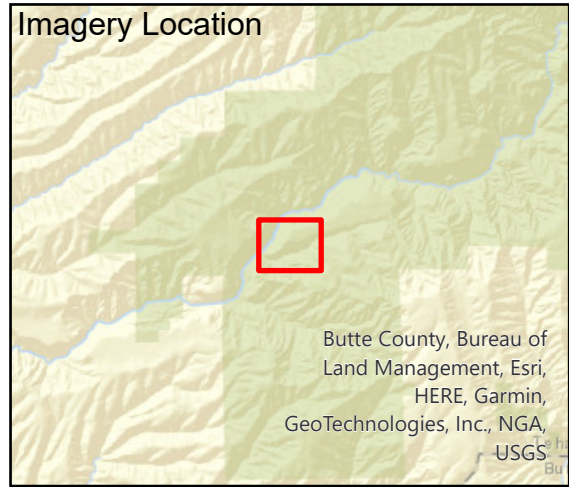 Imagery Location
Butte County, Bureau of
Land Management, Esri,
HERE, Garmin,
GeoTechnologies, Inc., NGA,
USGS